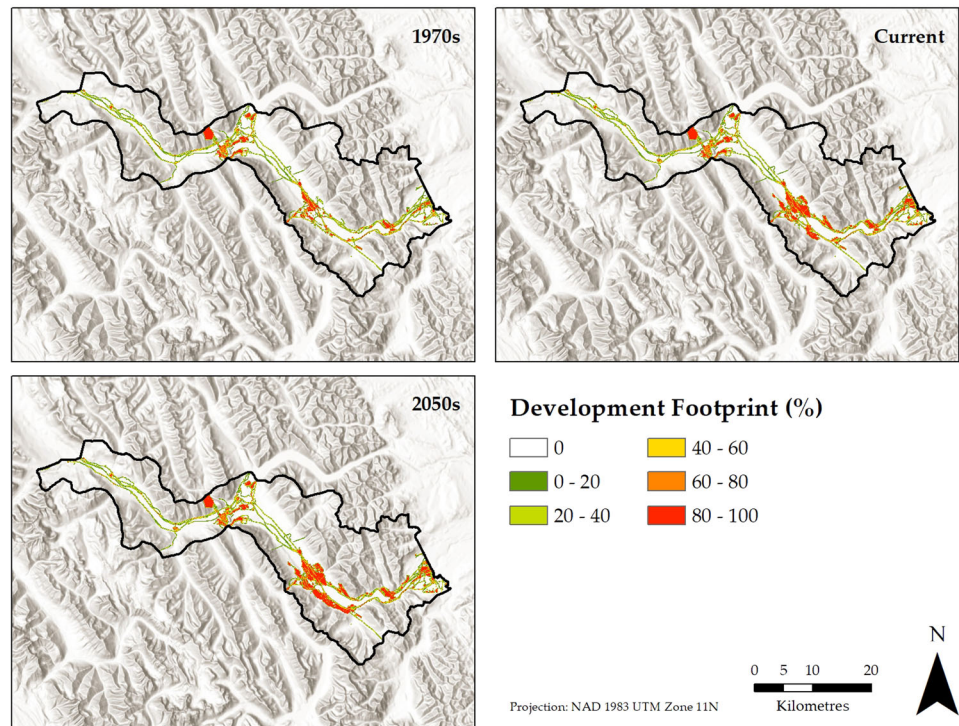 1970s
Current
2050s
Development Footprint (%)
0
40 - 60
0 - 20
60 - 80
20 - 40
80 - 100
N
0 5 10 20
Kilometres
Projection: NAD 1983 UTM Zone 11N